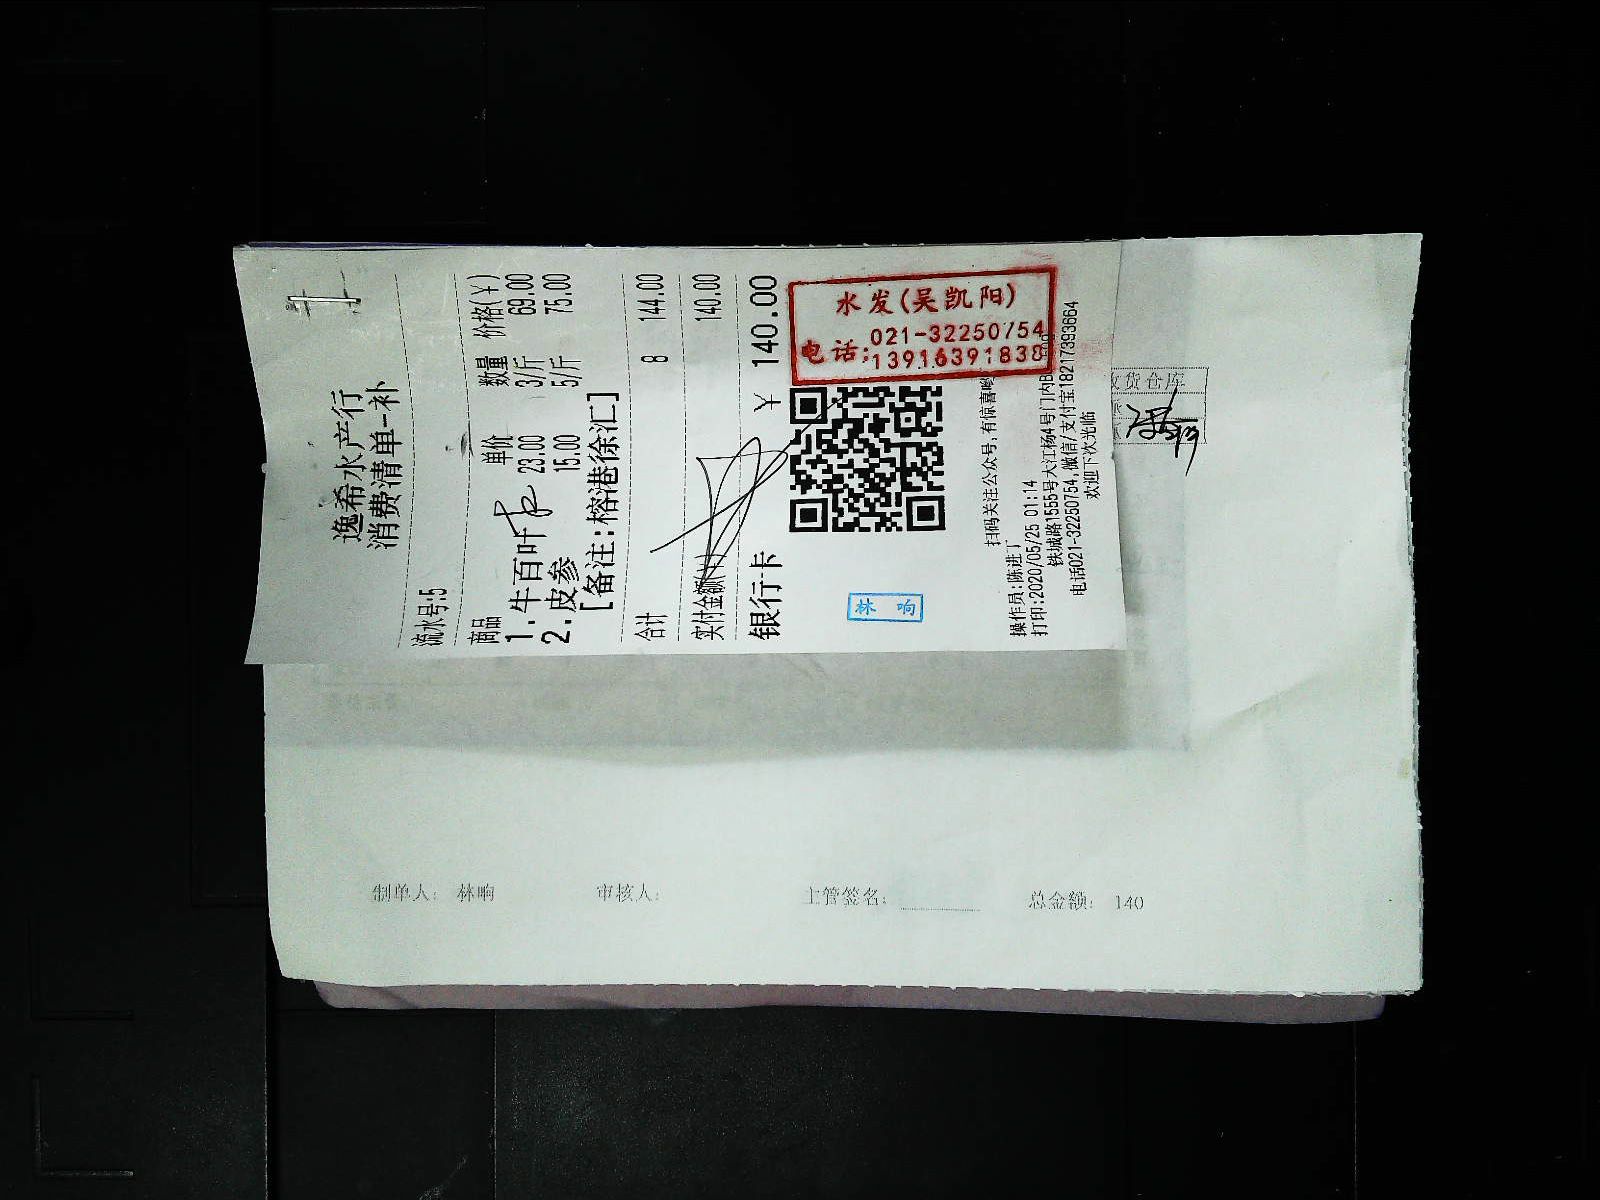 逸希水产行
消费清单-补
流水号:5
商品 单价 数量 价格(¥)
1.牛百叶 23.00 3/斤 69.00
2.皮参 15.00 5/斤 75.00
[备注:榕港徐汇]
合计 8 144.00
实付金额(¥) 140.00
银行卡 ¥ 140.00
水发(吴凯阳)
电话:021-32250754
13916391838
林响
扫码关注公众号,有惊喜哟
操作员:陈进丁
打印:2020/05/25 01:14
铁城路1555号大江杨4号门内B
电话021-32250754,微信/支付宝18217393664
欢迎下次光临
货仓库
制单人: 林响 审核人: 主管签名: 总金额: 140